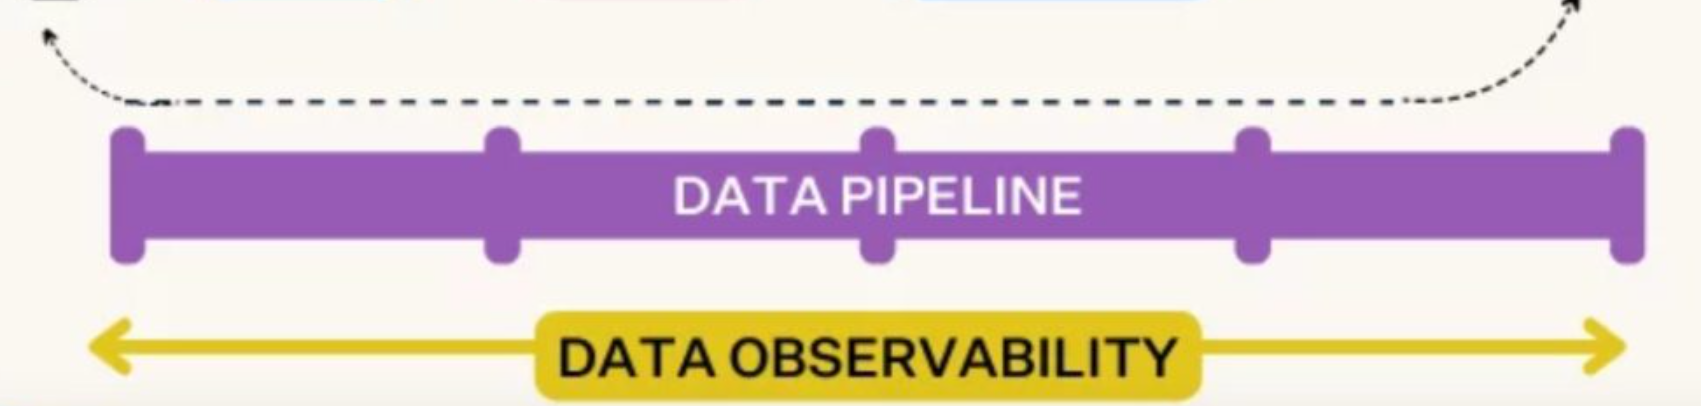 DATA PIPELINE
DATA OBSERVABILITY